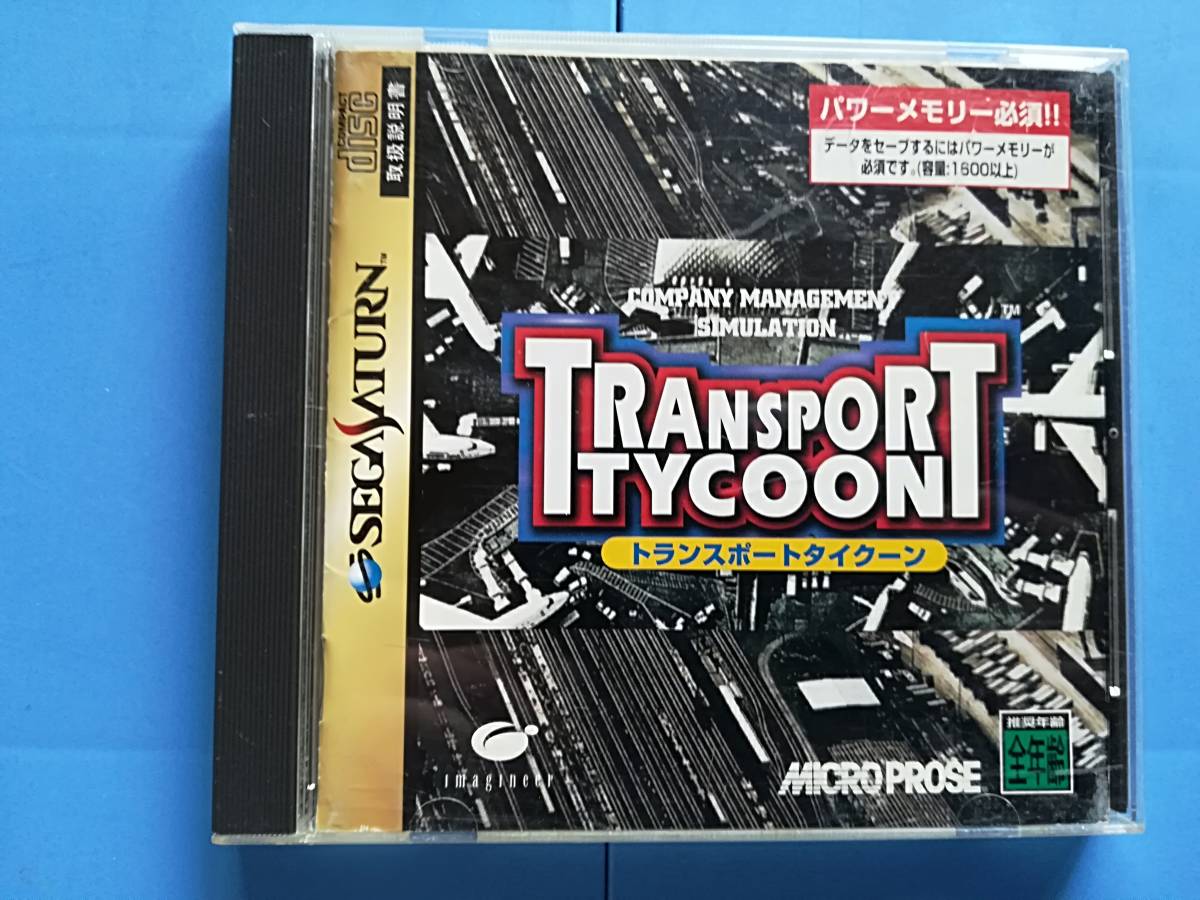 COMPACT
disc
取扱説明書
SEGA SATURN™
パワーメモリー必須!!
データをセーブするにはパワーメモリーが
必須です。(容量:1600以上)
COMPANY MANAGEMENT
SIMULATION
TM
TRANSPORT
TYCOON
トランスポートタイクーン
imagineer
MICROPROSE
推奨年齢
全年齢